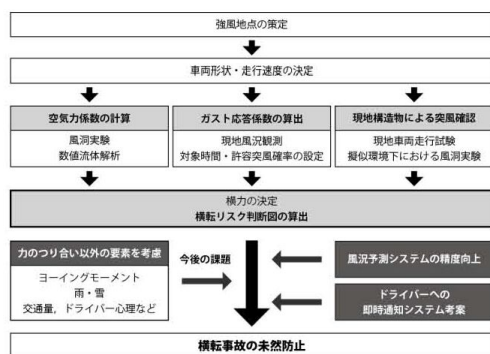 強風地点の策定
車両形状・走行速度の決定
空気力係数の計算
風洞実験
数値流体解析
ガスト応答係数の算出
現地風況観測
対象時間・許容突風確率の設定
現地構造物による突風確認
現地車両走行試験
擬似環境下における風洞実験
横力の決定
横転リスク判断図の算出
力のつり合い以外の要素を考慮
ヨーイングモーメント
雨・雪
交通量，ドライバー心理など
今後の課題
風況予測システムの精度向上
ドライバーへの
即時通知システム考案
横転事故の未然防止